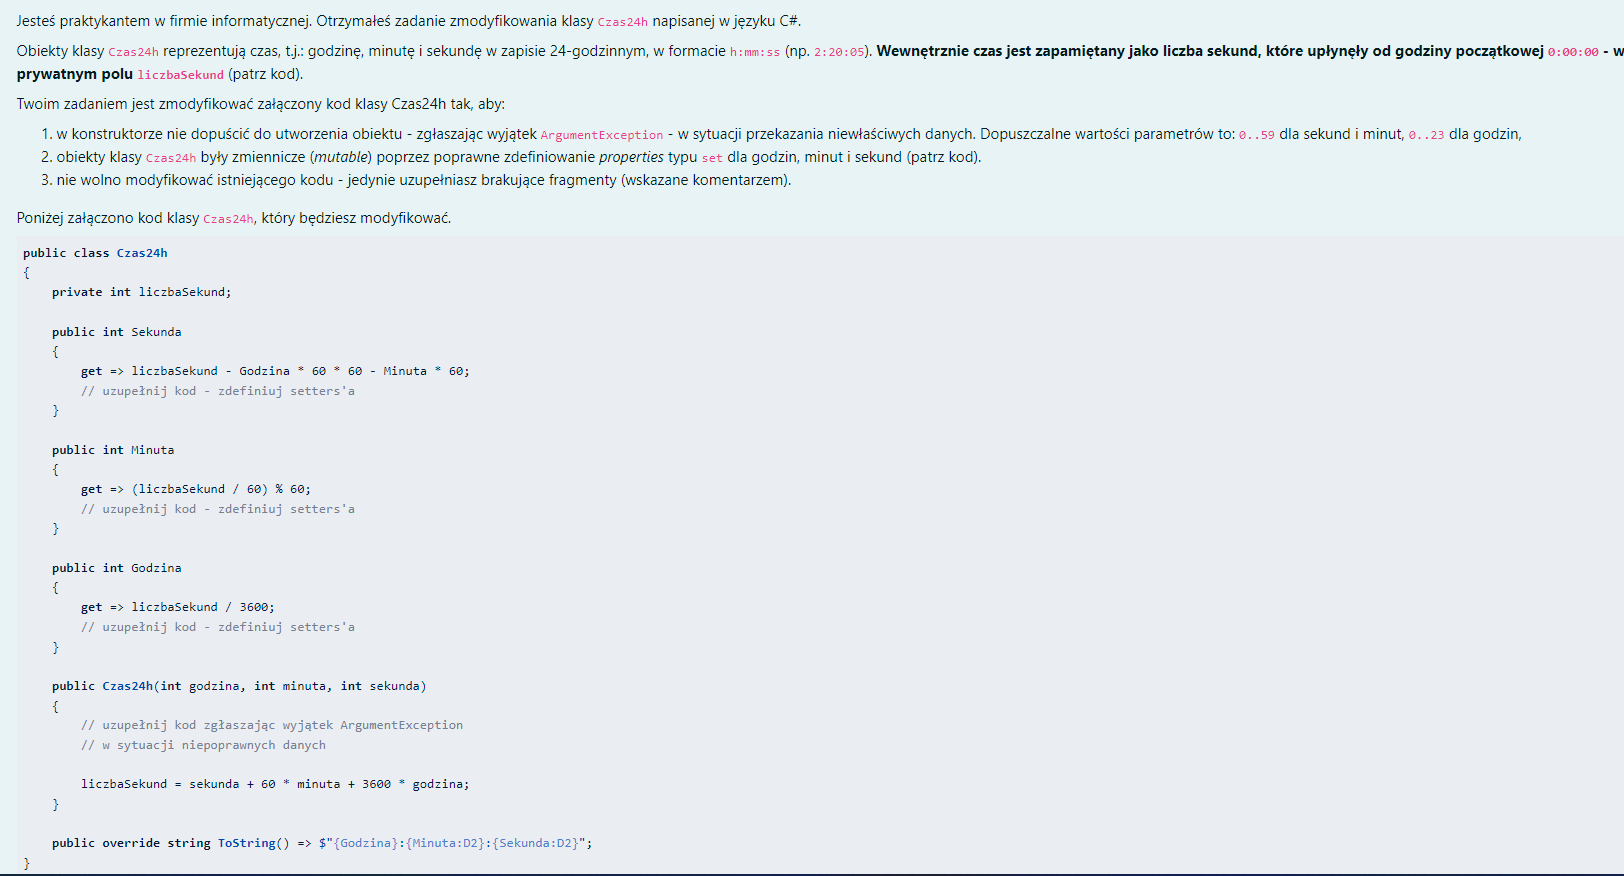 Jesteś praktykantem w firmie informatycznej. Otrzymałeś zadanie zmodyfikowania klasy Czas24h napisanej w języku C#.
Obiekty klasy Czas24h reprezentują czas, t.j.: godzinę, minutę i sekundę w zapisie 24-godzinnym, w formacie h:mm:ss (np. 2:20:05). Wewnętrznie czas jest zapamiętany jako liczba sekund, które upłynęły od godziny początkowej 0:00:00 - w
prywatnym polu liczbaSekund (patrz kod).
Twoim zadaniem jest zmodyfikować załączony kod klasy Czas24h tak, aby:
1. w konstruktorze nie dopuścić do utworzenia obiektu - zgłaszając wyjątek ArgumentException - w sytuacji przekazania niewłaściwych danych. Dopuszczalne wartości parametrów to: 0..59 dla sekund i minut, 0..23 dla godzin,
2. obiekty klasy Czas24h były zmiennicze (mutable) poprzez poprawne zdefiniowanie properties typu set dla godzin, minut i sekund (patrz kod).
3. nie wolno modyfikować istniejącego kodu - jedynie uzupełniasz brakujące fragmenty (wskazane komentarzem).
Poniżej załączono kod klasy Czas24h, który będziesz modyfikować.
public class Czas24h
{
    private int liczbaSekund;
    public int Sekunda
    {
        get => liczbaSekund - Godzina * 60 * 60 - Minuta * 60;
        // uzupełnij kod - zdefiniuj setters'a
    }
    public int Minuta
    {
        get => (liczbaSekund / 60) % 60;
        // uzupełnij kod - zdefiniuj setters'a
    }
    public int Godzina
    {
        get => liczbaSekund / 3600;
        // uzupełnij kod - zdefiniuj setters'a
    }
    public Czas24h(int godzina, int minuta, int sekunda)
    {
        // uzupełnij kod zgłaszając wyjątek ArgumentException
        // w sytuacji niepoprawnych danych
        liczbaSekund = sekunda + 60 * minuta + 3600 * godzina;
    }
    public override string ToString() => $"{Godzina}:{Minuta:D2}:{Sekunda:D2}";
}